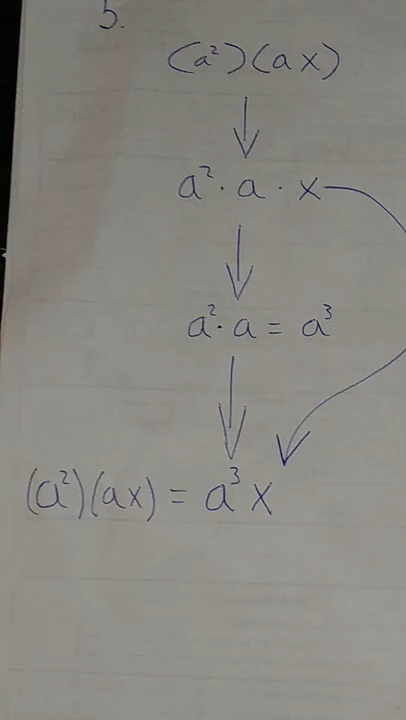 5.
(a²)(ax)
a²·a·x
a²·a = a³
(a²)(ax) = a³x